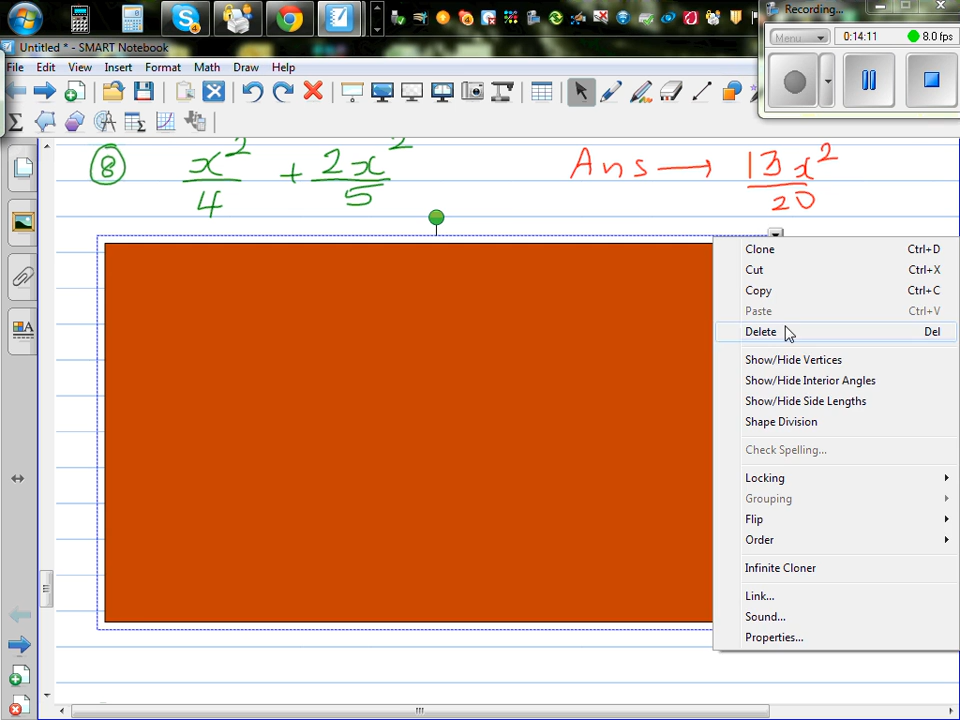 Recording...
Untitled * - SMART Notebook
Menu
0:14:11
8.0 fps
File Edit View Insert Format Math Draw Help
⑧ x²/4 + 2x²/5
Ans → 13x²/20
Clone Ctrl+D
Cut Ctrl+X
Copy Ctrl+C
Paste Ctrl+V
Delete Del
Show/Hide Vertices
Show/Hide Interior Angles
Show/Hide Side Lengths
Shape Division
Check Spelling...
Locking
Grouping
Flip
Order
Infinite Cloner
Link...
Sound...
Properties...